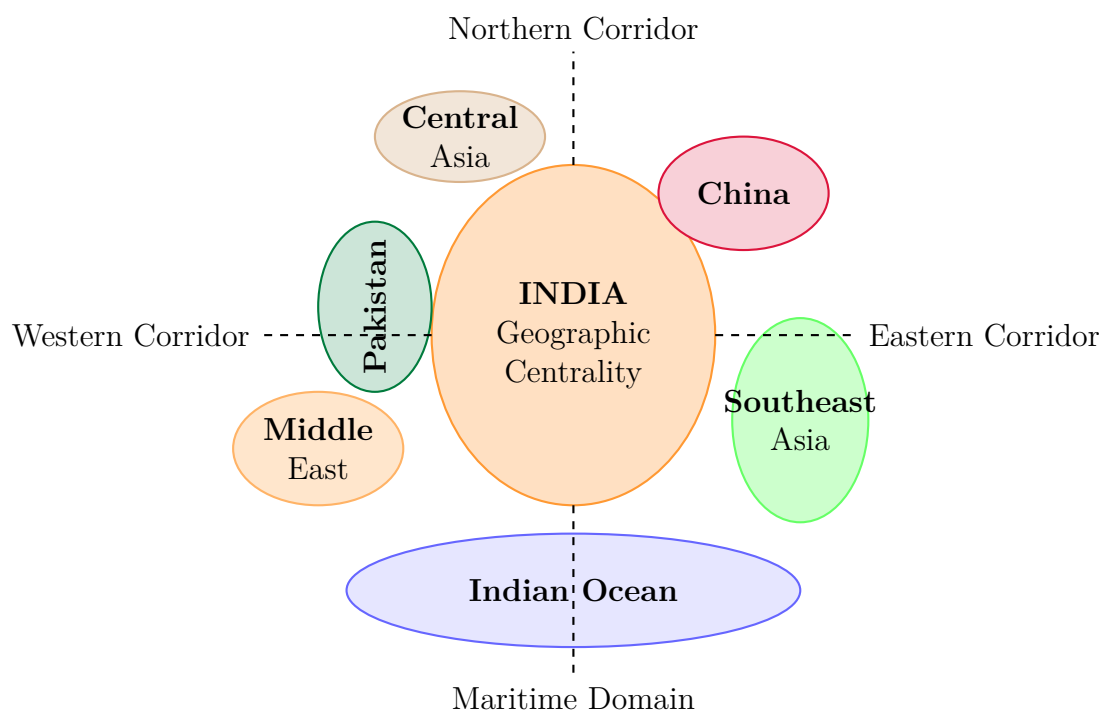 Northern Corridor
Central
Asia
China
Pakistan
INDIA
Geographic
Centrality
Western Corridor
Eastern Corridor
Southeast
Asia
Middle
East
Indian Ocean
Maritime Domain